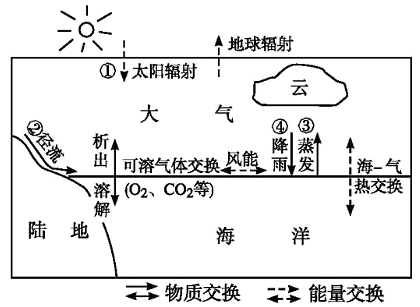 ① 太阳辐射
地球辐射
云
大 气
②径流
析出
溶解
可溶气体交换
(O₂、CO₂等)
风能
④降雨
③蒸发
海-气
热交换
陆 地
海 洋
物质交换
能量交换